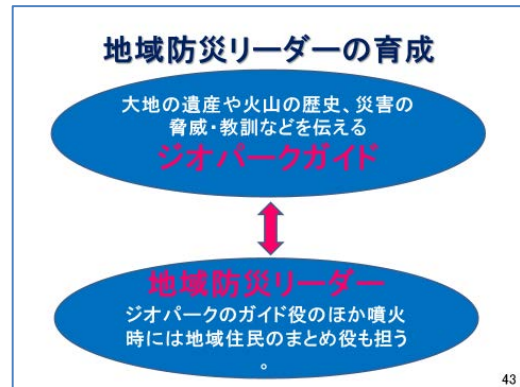 地域防災リーダーの育成
大地の遺産や火山の歴史、災害の
脅威・教訓などを伝える
ジオパークガイド
地域防災リーダー
ジオパークのガイド役のほか噴火
時には地域住民のまとめ役も担う
。
43